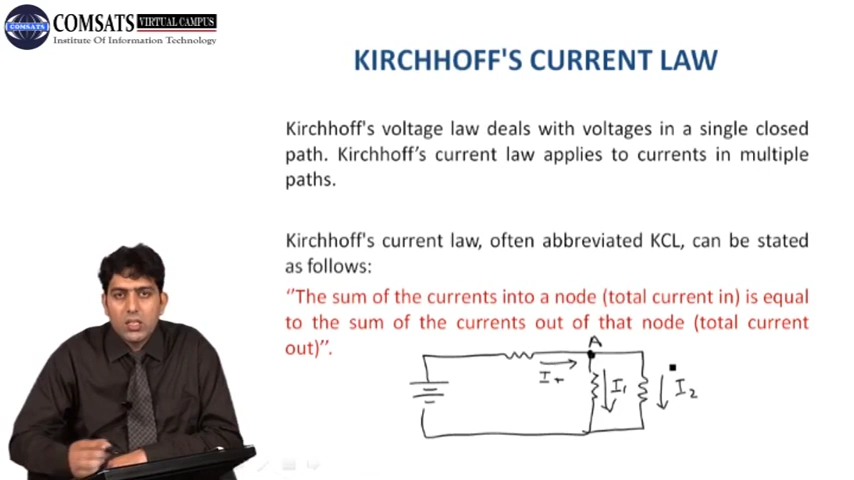 COMSATS VIRTUAL CAMPUS
COMSATS
Institute Of Information Technology
KIRCHHOFF'S CURRENT LAW
Kirchhoff's voltage law deals with voltages in a single closed
path. Kirchhoff's current law applies to currents in multiple
paths.
Kirchhoff's current law, often abbreviated KCL, can be stated
as follows:
"The sum of the currents into a node (total current in) is equal
to the sum of the currents out of that node (total current
out)".
A
I₁
I₂